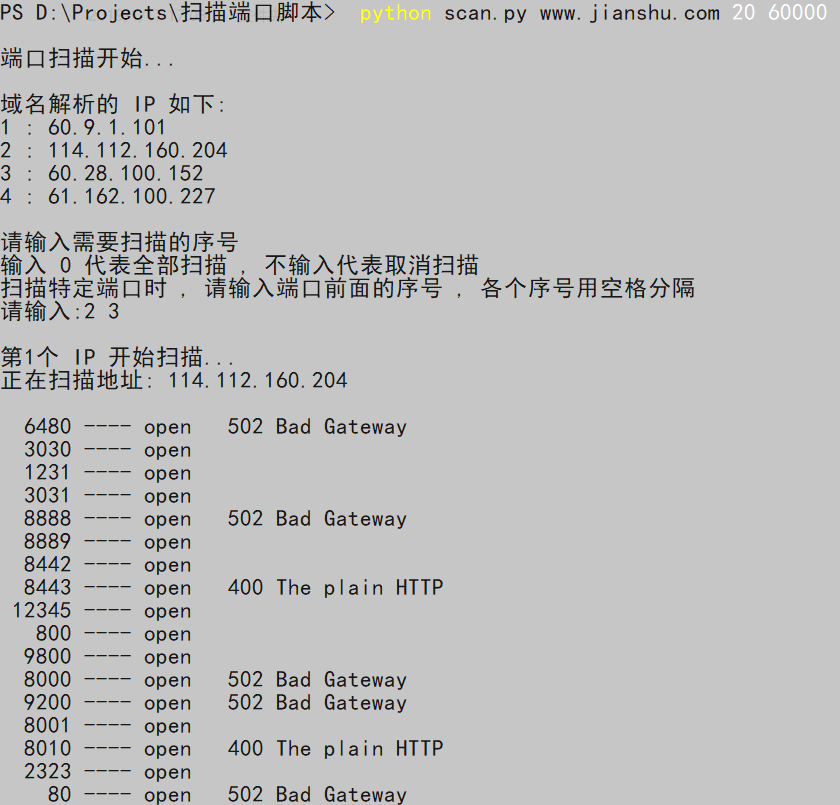 PS D:\Projects\扫描端口脚本> python scan.py www.jianshu.com 20 60000
端口扫描开始...
域名解析的 IP 如下:
1 : 60.9.1.101
2 : 114.112.160.204
3 : 60.28.100.152
4 : 61.162.100.227
请输入需要扫描的序号
输入 0 代表全部扫描 , 不输入代表取消扫描
扫描特定端口时 , 请输入端口前面的序号 , 各个序号用空格分隔
请输入:2 3
第1个 IP 开始扫描...
正在扫描地址: 114.112.160.204
6480 ---- open   502 Bad Gateway
3030 ---- open
1231 ---- open
3031 ---- open
8888 ---- open   502 Bad Gateway
8889 ---- open
8442 ---- open
8443 ---- open   400 The plain HTTP
12345 ---- open
800 ---- open
9800 ---- open
8000 ---- open   502 Bad Gateway
9200 ---- open   502 Bad Gateway
8001 ---- open
8010 ---- open   400 The plain HTTP
2323 ---- open
80 ---- open   502 Bad Gateway